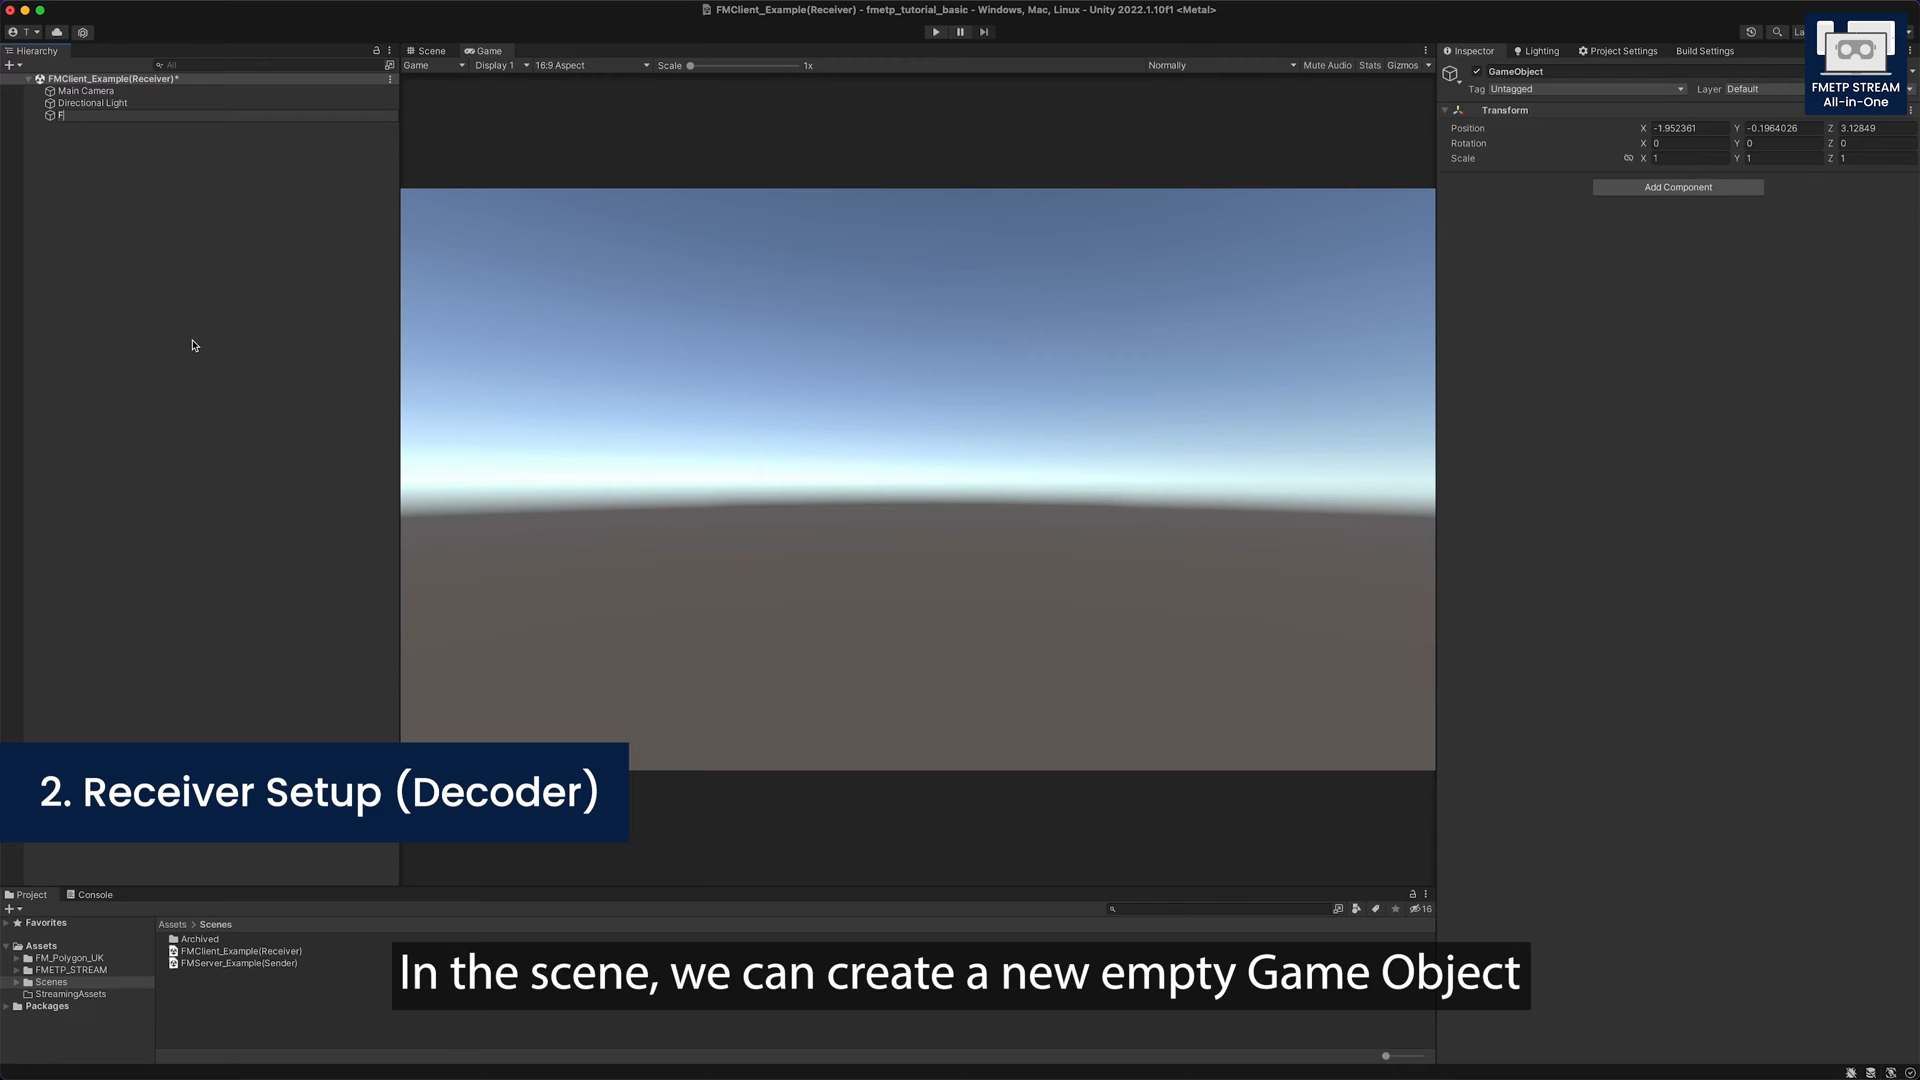 FMClient_Example(Receiver) - fmetp_tutorial_basic - Windows, Mac, Linux - Unity 2022.1.10f1 <Metal>
T
La
Hierarchy
All
FMClient_Example(Receiver)*
Main Camera
Directional Light
F
Scene
Game
Game
Display 1
16:9 Aspect
Scale
1x
Normally
Mute Audio
Stats
Gizmos
Inspector
Lighting
Project Settings
Build Settings
GameObject
Tag Untagged
Layer Default
Transform
Position X -1.952361 Y -0.1964026 Z 3.12849
Rotation X 0 Y 0 Z 0
Scale X 1 Y 1 Z 1
Add Component
FMETP STREAM
All-in-One
2. Receiver Setup (Decoder)
Project
Console
16
Favorites
Assets
FM_Polygon_UK
FMETP_STREAM
Scenes
StreamingAssets
Packages
Assets > Scenes
Archived
FMClient_Example(Receiver)
FMServer_Example(Sender)
In the scene, we can create a new empty Game Object